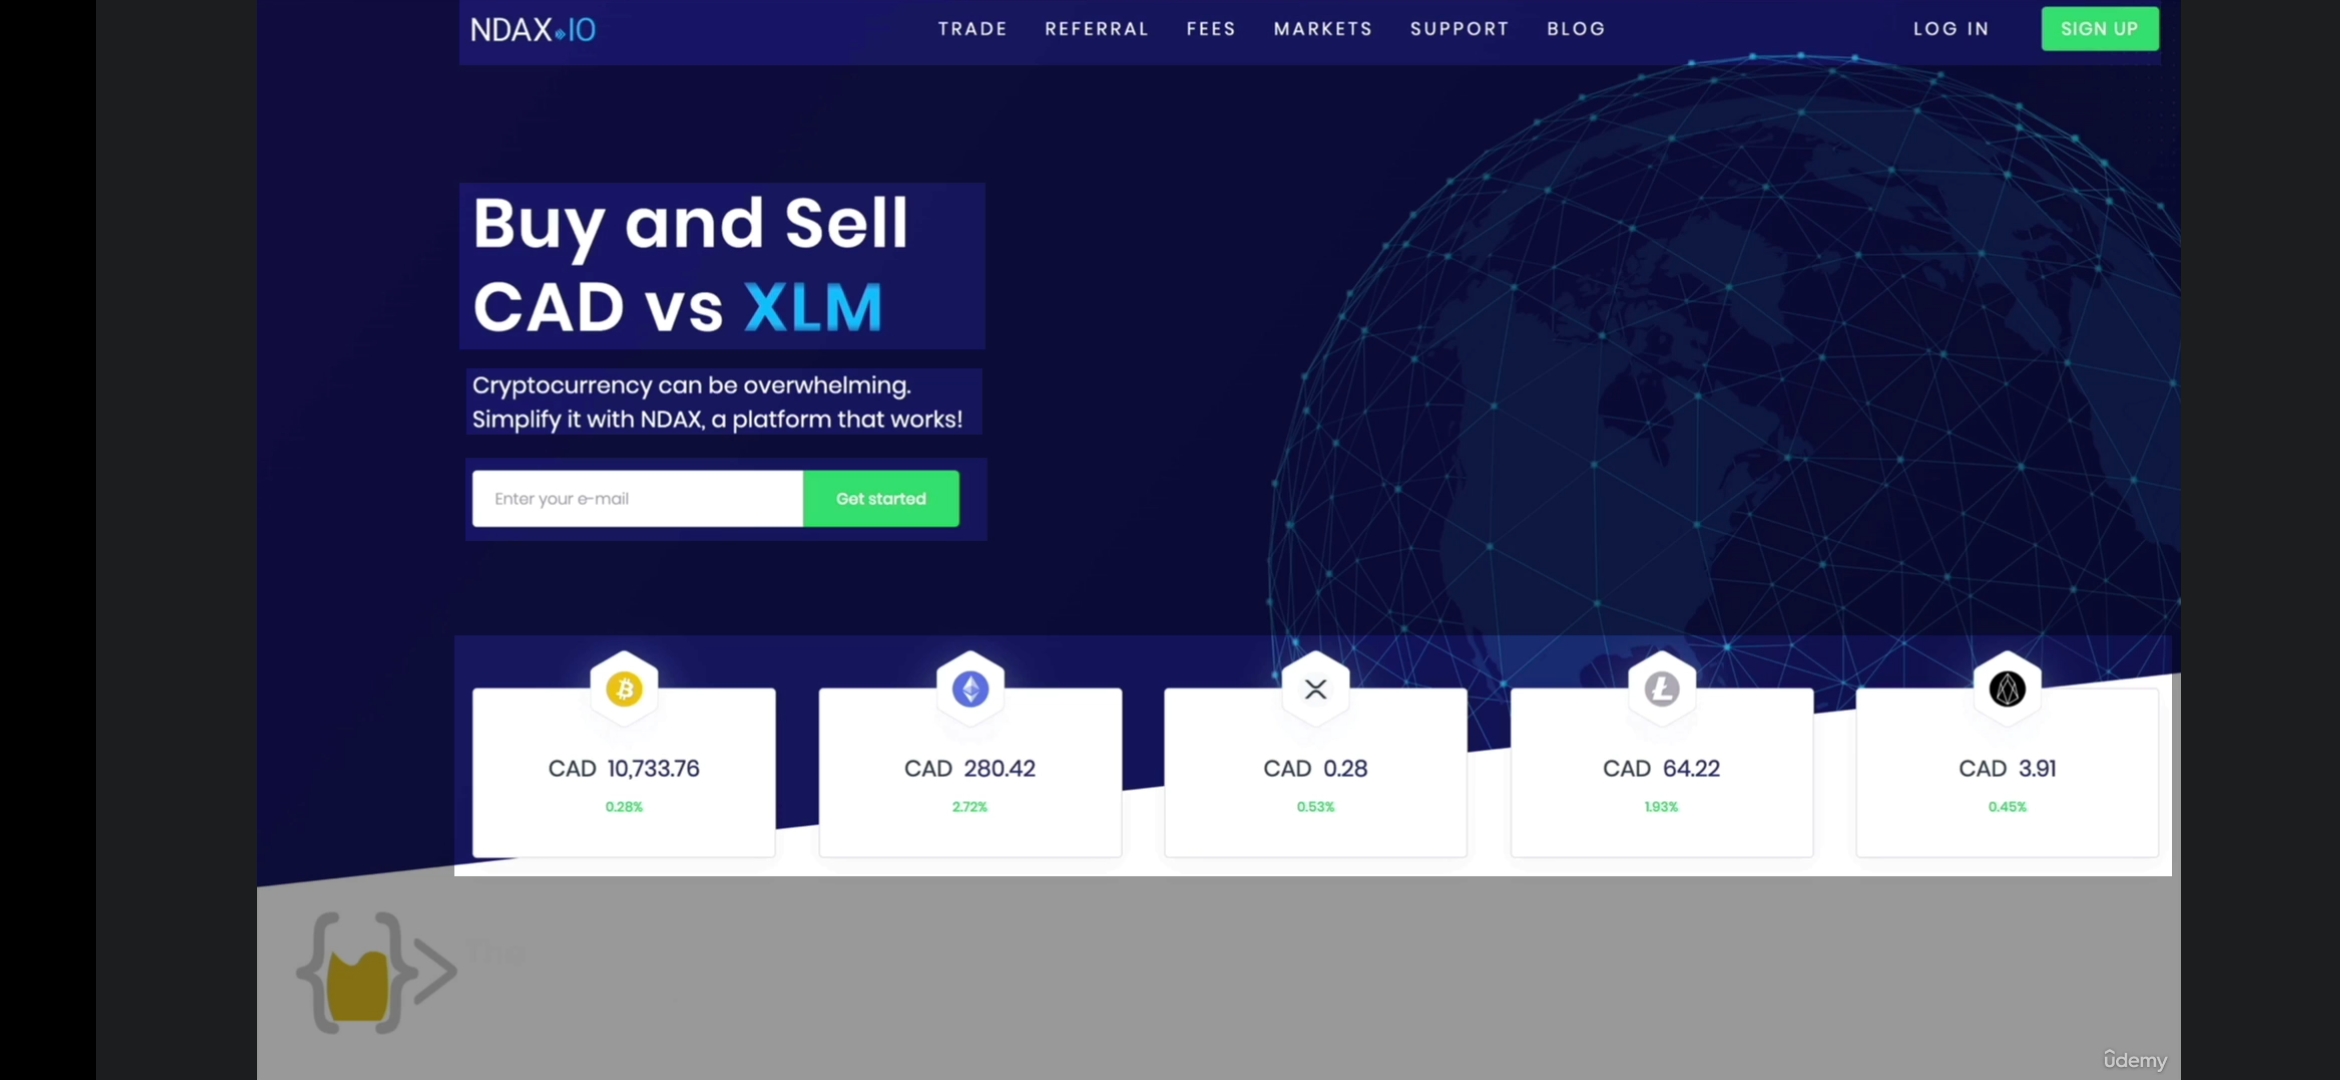 NDAX.IO TRADE REFERRAL FEES MARKETS SUPPORT BLOG LOG IN SIGN UP
Buy and Sell
CAD vs XLM
Cryptocurrency can be overwhelming.
Simplify it with NDAX, a platform that works!
Enter your e-mail Get started
CAD 10,733.76 CAD 280.42 CAD 0.28 CAD 64.22 CAD 3.91
0.28% 2.72% 0.53% 1.93% 0.45%
The
udemy